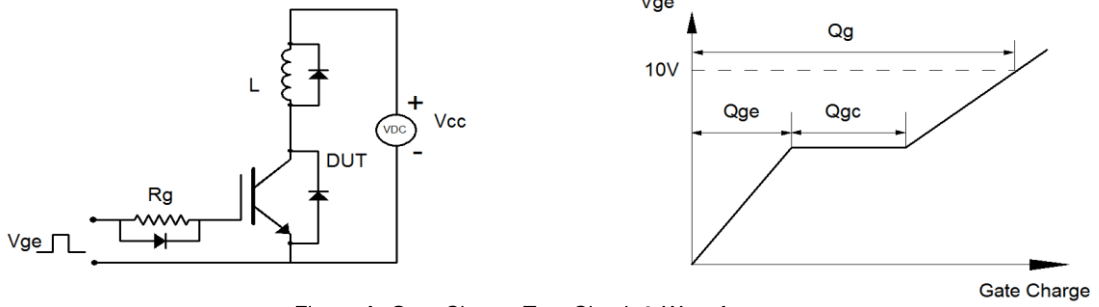 L
+
VDC
Vcc
-
DUT
Rg
Vge
Vge
Qg
10V
Qge
Qgc
Gate Charge